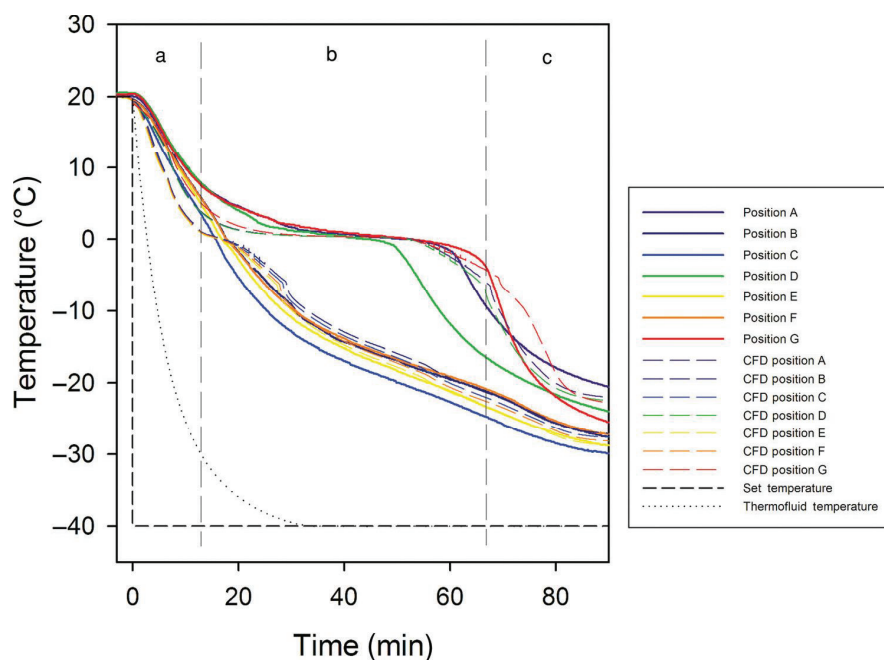 a
b
c
Temperature (°C)
30
20
10
0
–10
–20
–30
–40
0
20
40
60
80
Time (min)
Position A
Position B
Position C
Position D
Position E
Position F
Position G
CFD position A
CFD position B
CFD position C
CFD position D
CFD position E
CFD position F
CFD position G
Set temperature
Thermofluid temperature